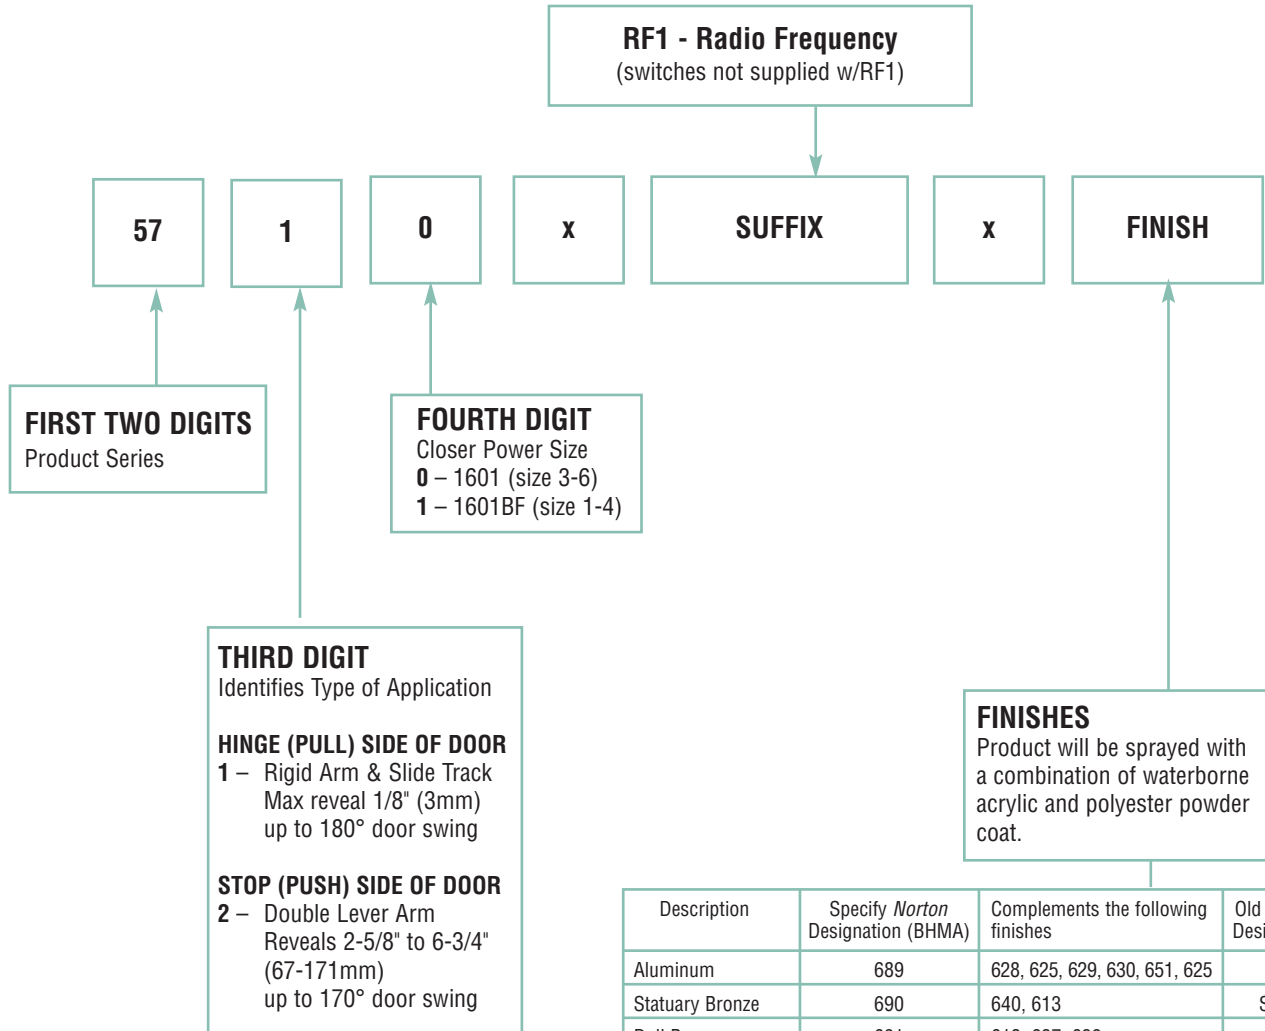 RF1 - Radio Frequency
(switches not supplied w/RF1)
57 1 0 x SUFFIX x FINISH
FIRST TWO DIGITS
Product Series
FOURTH DIGIT
Closer Power Size
0 – 1601 (size 3-6)
1 – 1601BF (size 1-4)
THIRD DIGIT
Identifies Type of Application
HINGE (PULL) SIDE OF DOOR
1 – Rigid Arm & Slide Track
Max reveal 1/8" (3mm)
up to 180° door swing
STOP (PUSH) SIDE OF DOOR
2 – Double Lever Arm
Reveals 2-5/8" to 6-3/4"
(67-171mm)
up to 170° door swing
FINISHES
Product will be sprayed with
a combination of waterborne
acrylic and polyester powder
coat.
Description Specify Norton Complements the following Old
Designation (BHMA) finishes
Aluminum 689 628, 625, 629, 630, 651, 625
Statuary Bronze 690 640, 613